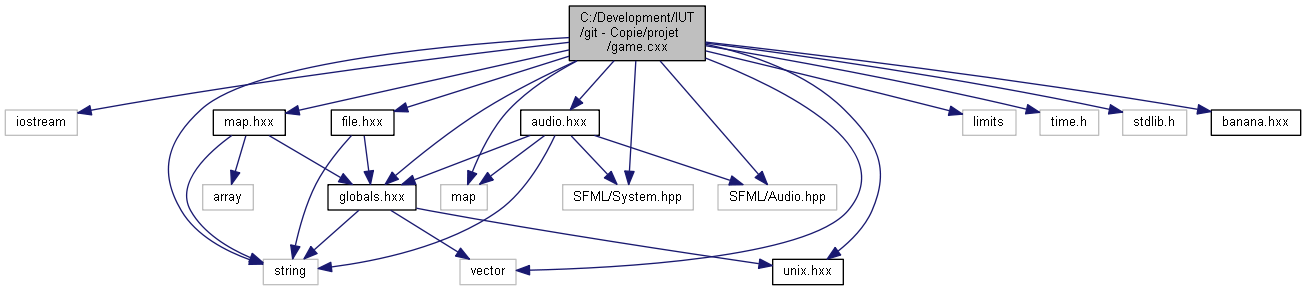 C:/Development/IUT
/git - Copie/projet
/game.cxx
iostream
map.hxx
file.hxx
audio.hxx
limits
time.h
stdlib.h
banana.hxx
array
globals.hxx
map
SFML/System.hpp
SFML/Audio.hpp
string
vector
unix.hxx